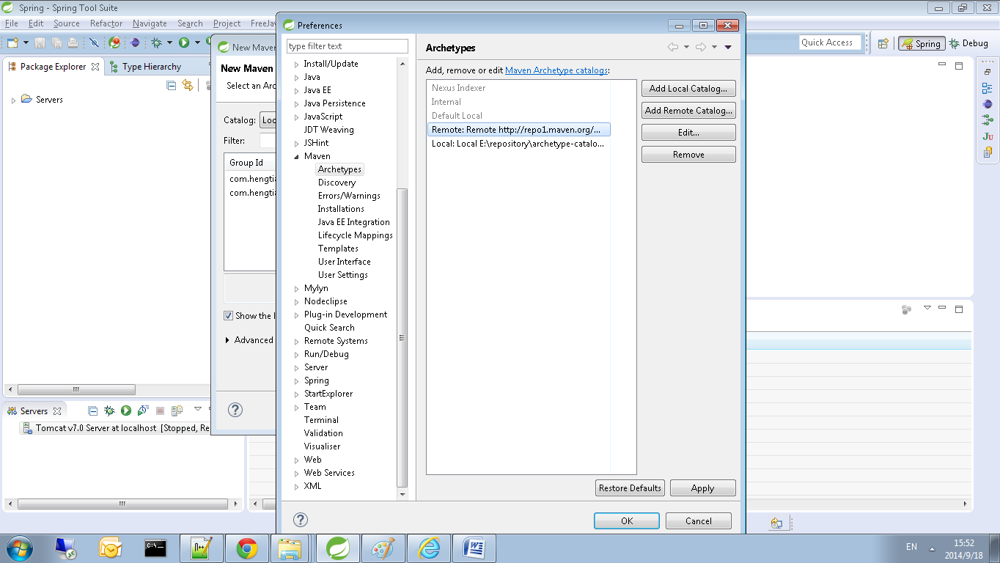 Spring - Spring Tool Suite
File Edit Source Refactor Navigate Search Project FreeJav
Quick Access
Spring
Debug
Package Explorer
Type Hierarchy
Servers
Servers
Tomcat v7.0 Server at localhost [Stopped, Re
New Maven
New Maven
Select an Arc
Catalog: Loc
Filter:
Group Id
com.hengtia
com.hengtia
Show the l
Advanced
Preferences
type filter text
Install/Update
Java
Java EE
Java Persistence
JavaScript
JDT Weaving
JSHint
Maven
Archetypes
Discovery
Errors/Warnings
Installations
Java EE Integration
Lifecycle Mappings
Templates
User Interface
User Settings
Mylyn
Nodeclipse
Plug-in Development
Quick Search
Remote Systems
Run/Debug
Server
Spring
StartExplorer
Team
Terminal
Validation
Visualiser
Web
Web Services
XML
Archetypes
Add, remove or edit Maven Archetype catalogs:
Nexus Indexer
Internal
Default Local
Remote: Remote http://repo1.maven.org/...
Local: Local E:\repository\archetype-catalo...
Add Local Catalog...
Add Remote Catalog...
Edit...
Remove
Restore Defaults
Apply
OK
Cancel
EN
15:52
2014/9/18